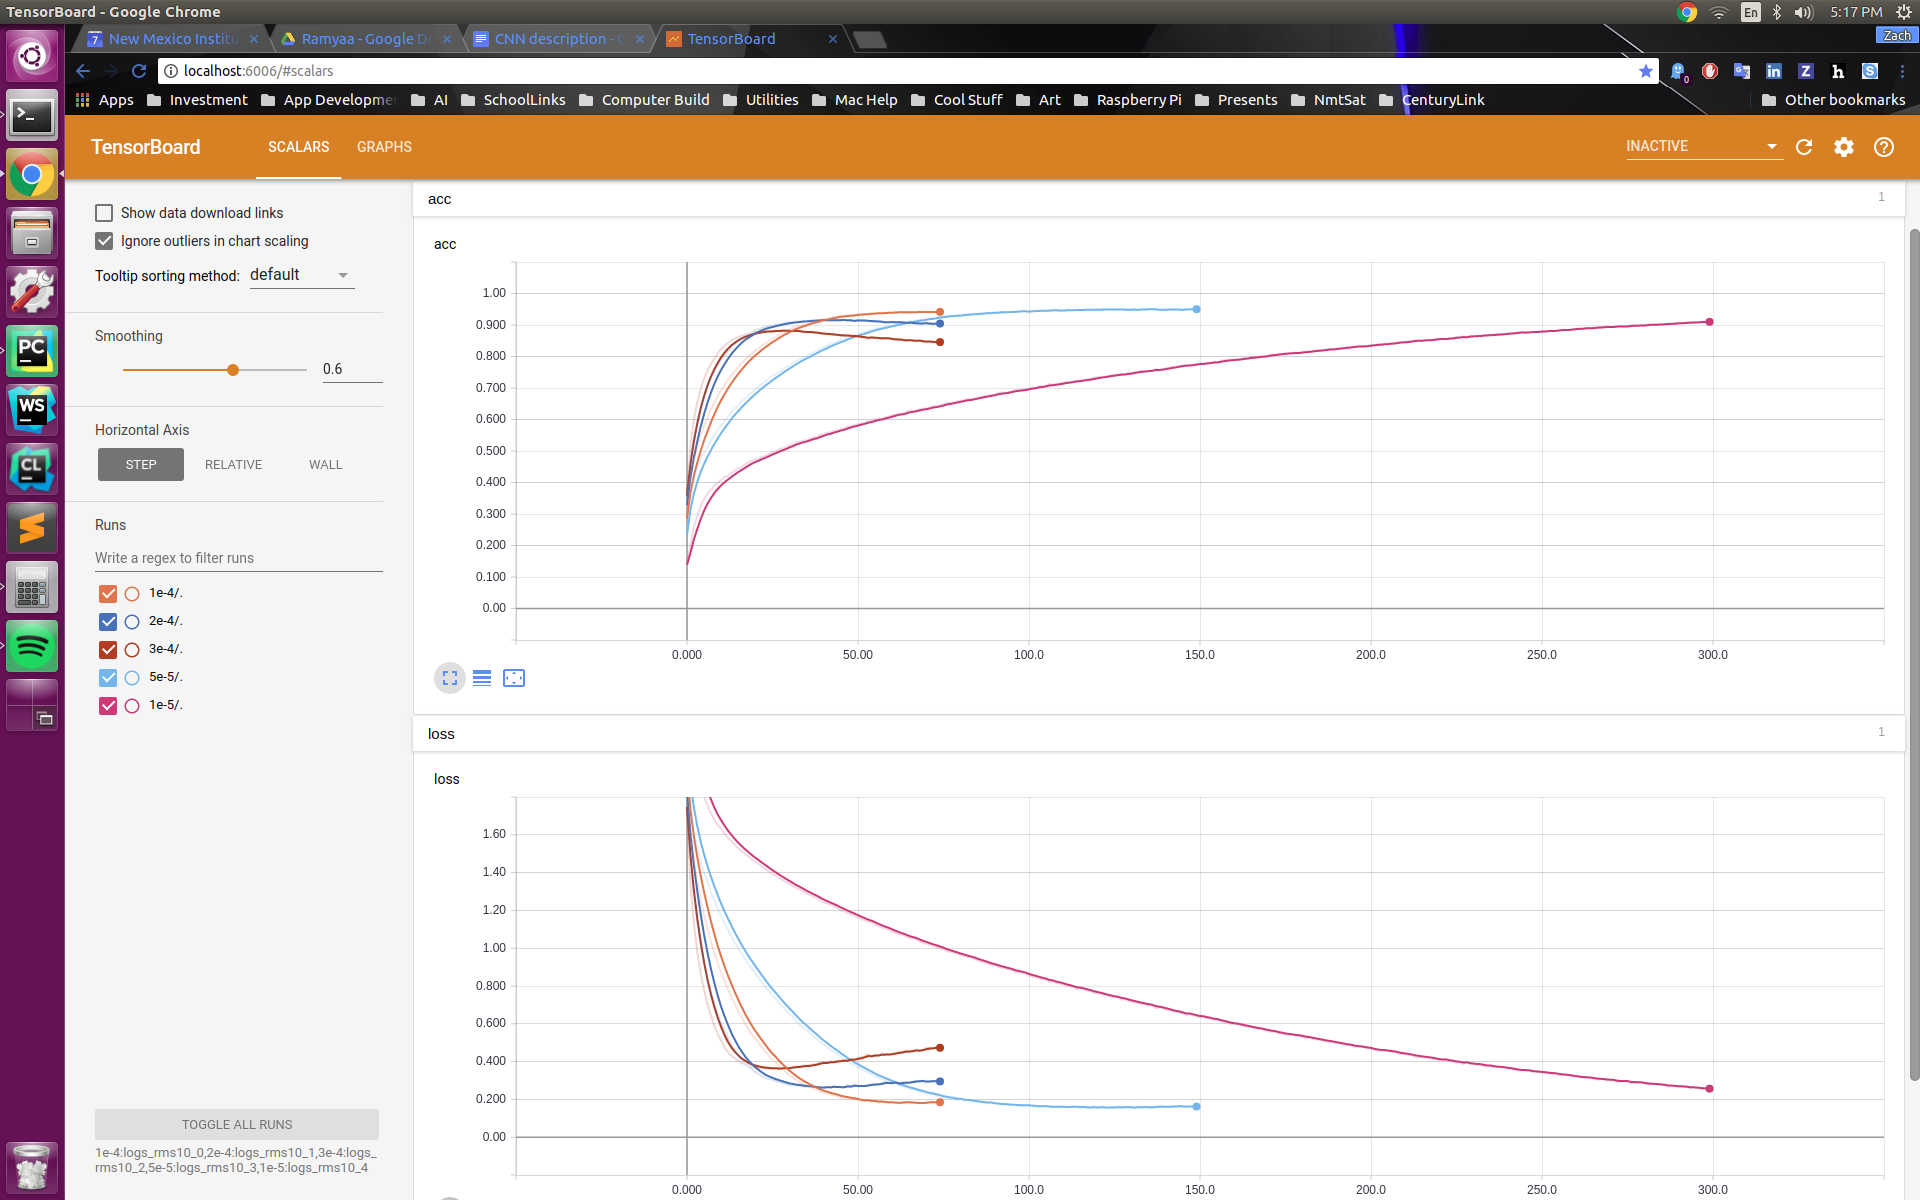 TensorBoard - Google Chrome
En
5:17 PM
7 New Mexico Institu
Ramyaa - Google D
CNN description - G
TensorBoard
Zach
localhost:6006/#scalars
0
in
Z
h
S
Apps
Investment
App Developme
AI
SchoolLinks
Computer Build
Utilities
Mac Help
Cool Stuff
Art
Raspberry Pi
Presents
NmtSat
CenturyLink
Other bookmarks
TensorBoard
SCALARS
GRAPHS
INACTIVE
PC
WS
CL
Show data download links
Ignore outliers in chart scaling
Tooltip sorting method: default
Smoothing
0.6
Horizontal Axis
STEP
RELATIVE
WALL
Runs
Write a regex to filter runs
1e-4/.
2e-4/.
3e-4/.
5e-5/.
1e-5/.
TOGGLE ALL RUNS
1e-4:logs_rms10_0,2e-4:logs_rms10_1,3e-4:logs_
rms10_2,5e-5:logs_rms10_3,1e-5:logs_rms10_4
acc
1
acc
1.00
0.900
0.800
0.700
0.600
0.500
0.400
0.300
0.200
0.100
0.00
0.000
50.00
100.0
150.0
200.0
250.0
300.0
loss
1
loss
1.60
1.40
1.20
1.00
0.800
0.600
0.400
0.200
0.00
0.000
50.00
100.0
150.0
200.0
250.0
300.0